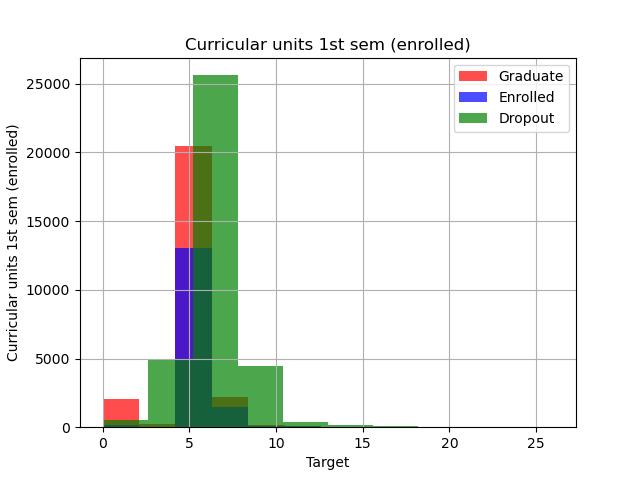 Curricular units 1st sem (enrolled)
Graduate
Enrolled
Dropout
Curricular units 1st sem (enrolled)
25000
20000
15000
10000
5000
0
0 5 10 15 20 25
Target